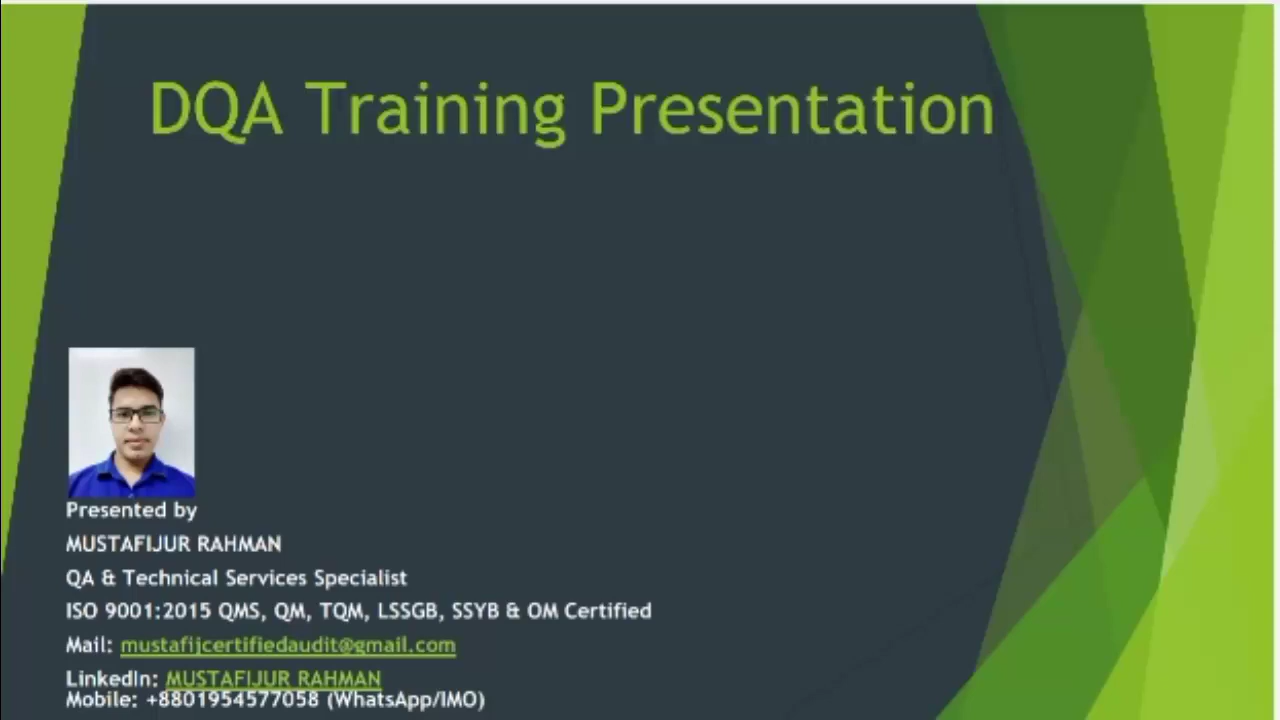 DQA Training Presentation
Presented by
MUSTAFIJUR RAHMAN
QA & Technical Services Specialist
ISO 9001:2015 QMS, QM, TQM, LSSGB, SSYB & OM Certified
Mail: mustafijcertifiedaudit@gmail.com
LinkedIn: MUSTAFIJUR RAHMAN
Mobile: +8801954577058 (WhatsApp/IMO)